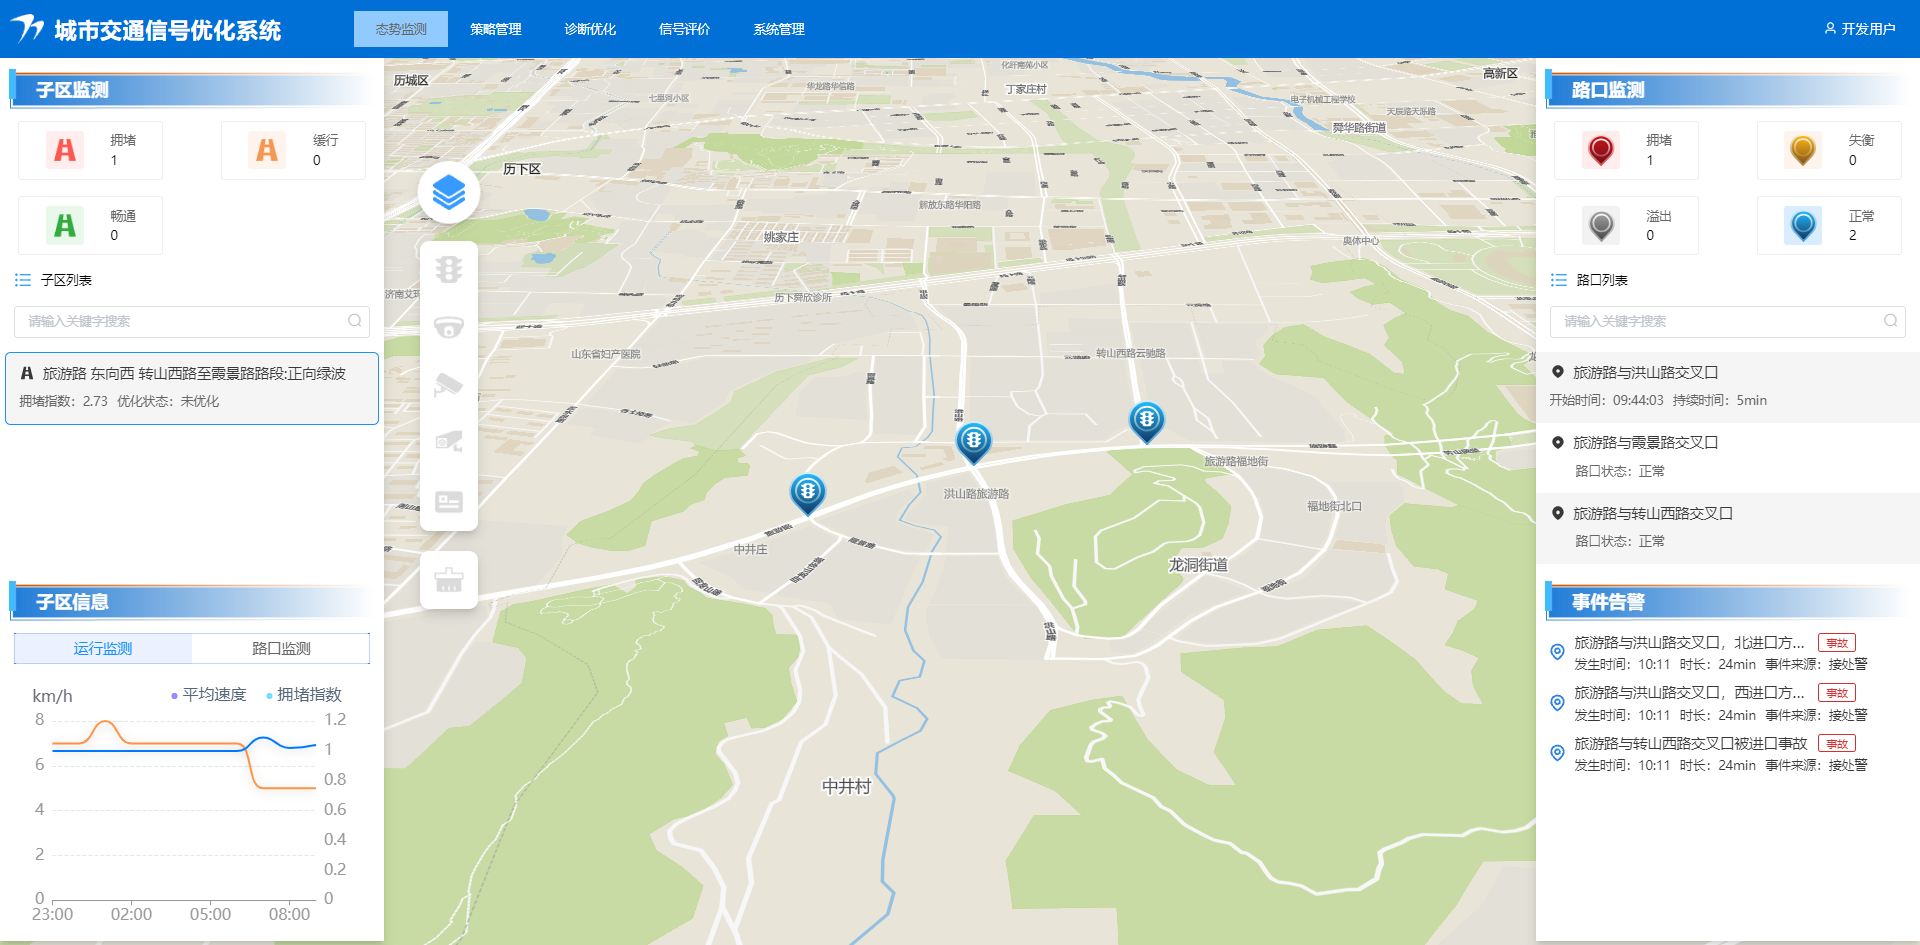 城市交通信号优化系统
态势监测
策略管理
诊断优化
信号评价
系统管理
开发用户
子区监测
拥堵
1
缓行
0
畅通
0
子区列表
请输入关键字搜索
旅游路 东向西 转山西路至霞景路路段:正向绿波
拥堵指数：2.73 优化状态：未优化
子区信息
运行监测
路口监测
km/h
平均速度
拥堵指数
8
6
4
2
0
1.2
1
0.8
0.6
0.4
0.2
0
23:00
02:00
05:00
08:00
历城区
丁家庄村
七里河小区
华龙路华信路
高新区
电子机械工程学校
天辰路天泺路
舜华路街道
历下区
解放东路华阳路
姚家庄
奥体中心
历下舜欣诊所
山东省妇产医院
转山西路云驰路
旅游路福地街
洪山路旅游路
福地街北口
中井庄
龙洞街道
中井村
路口监测
拥堵
1
失衡
0
溢出
0
正常
2
路口列表
请输入关键字搜索
旅游路与洪山路交叉口
开始时间：09:44:03 持续时间：5min
旅游路与霞景路交叉口
路口状态：正常
旅游路与转山西路交叉口
路口状态：正常
事件告警
旅游路与洪山路交叉口，北进口方...
事故
发生时间：10:11 时长：24min 事件来源：接处警
旅游路与洪山路交叉口，西进口方...
事故
发生时间：10:11 时长：24min 事件来源：接处警
旅游路与转山西路交叉口被进口事故
事故
发生时间：10:11 时长：24min 事件来源：接处警